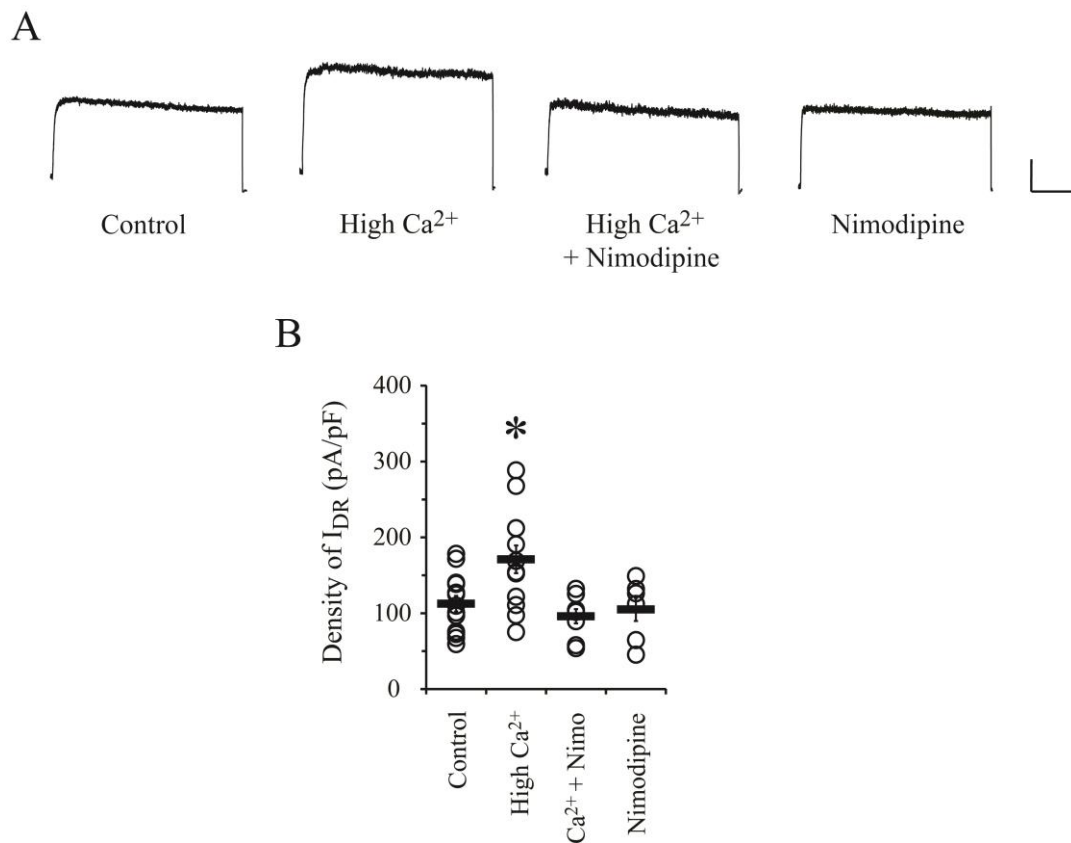 A
Control
High Ca²⁺
High Ca²⁺
+ Nimodipine
Nimodipine
B
Density of I_DR (pA/pF)
400
300
200
100
0
*
Control
High Ca²⁺
Ca²⁺ + Nimo
Nimodipine